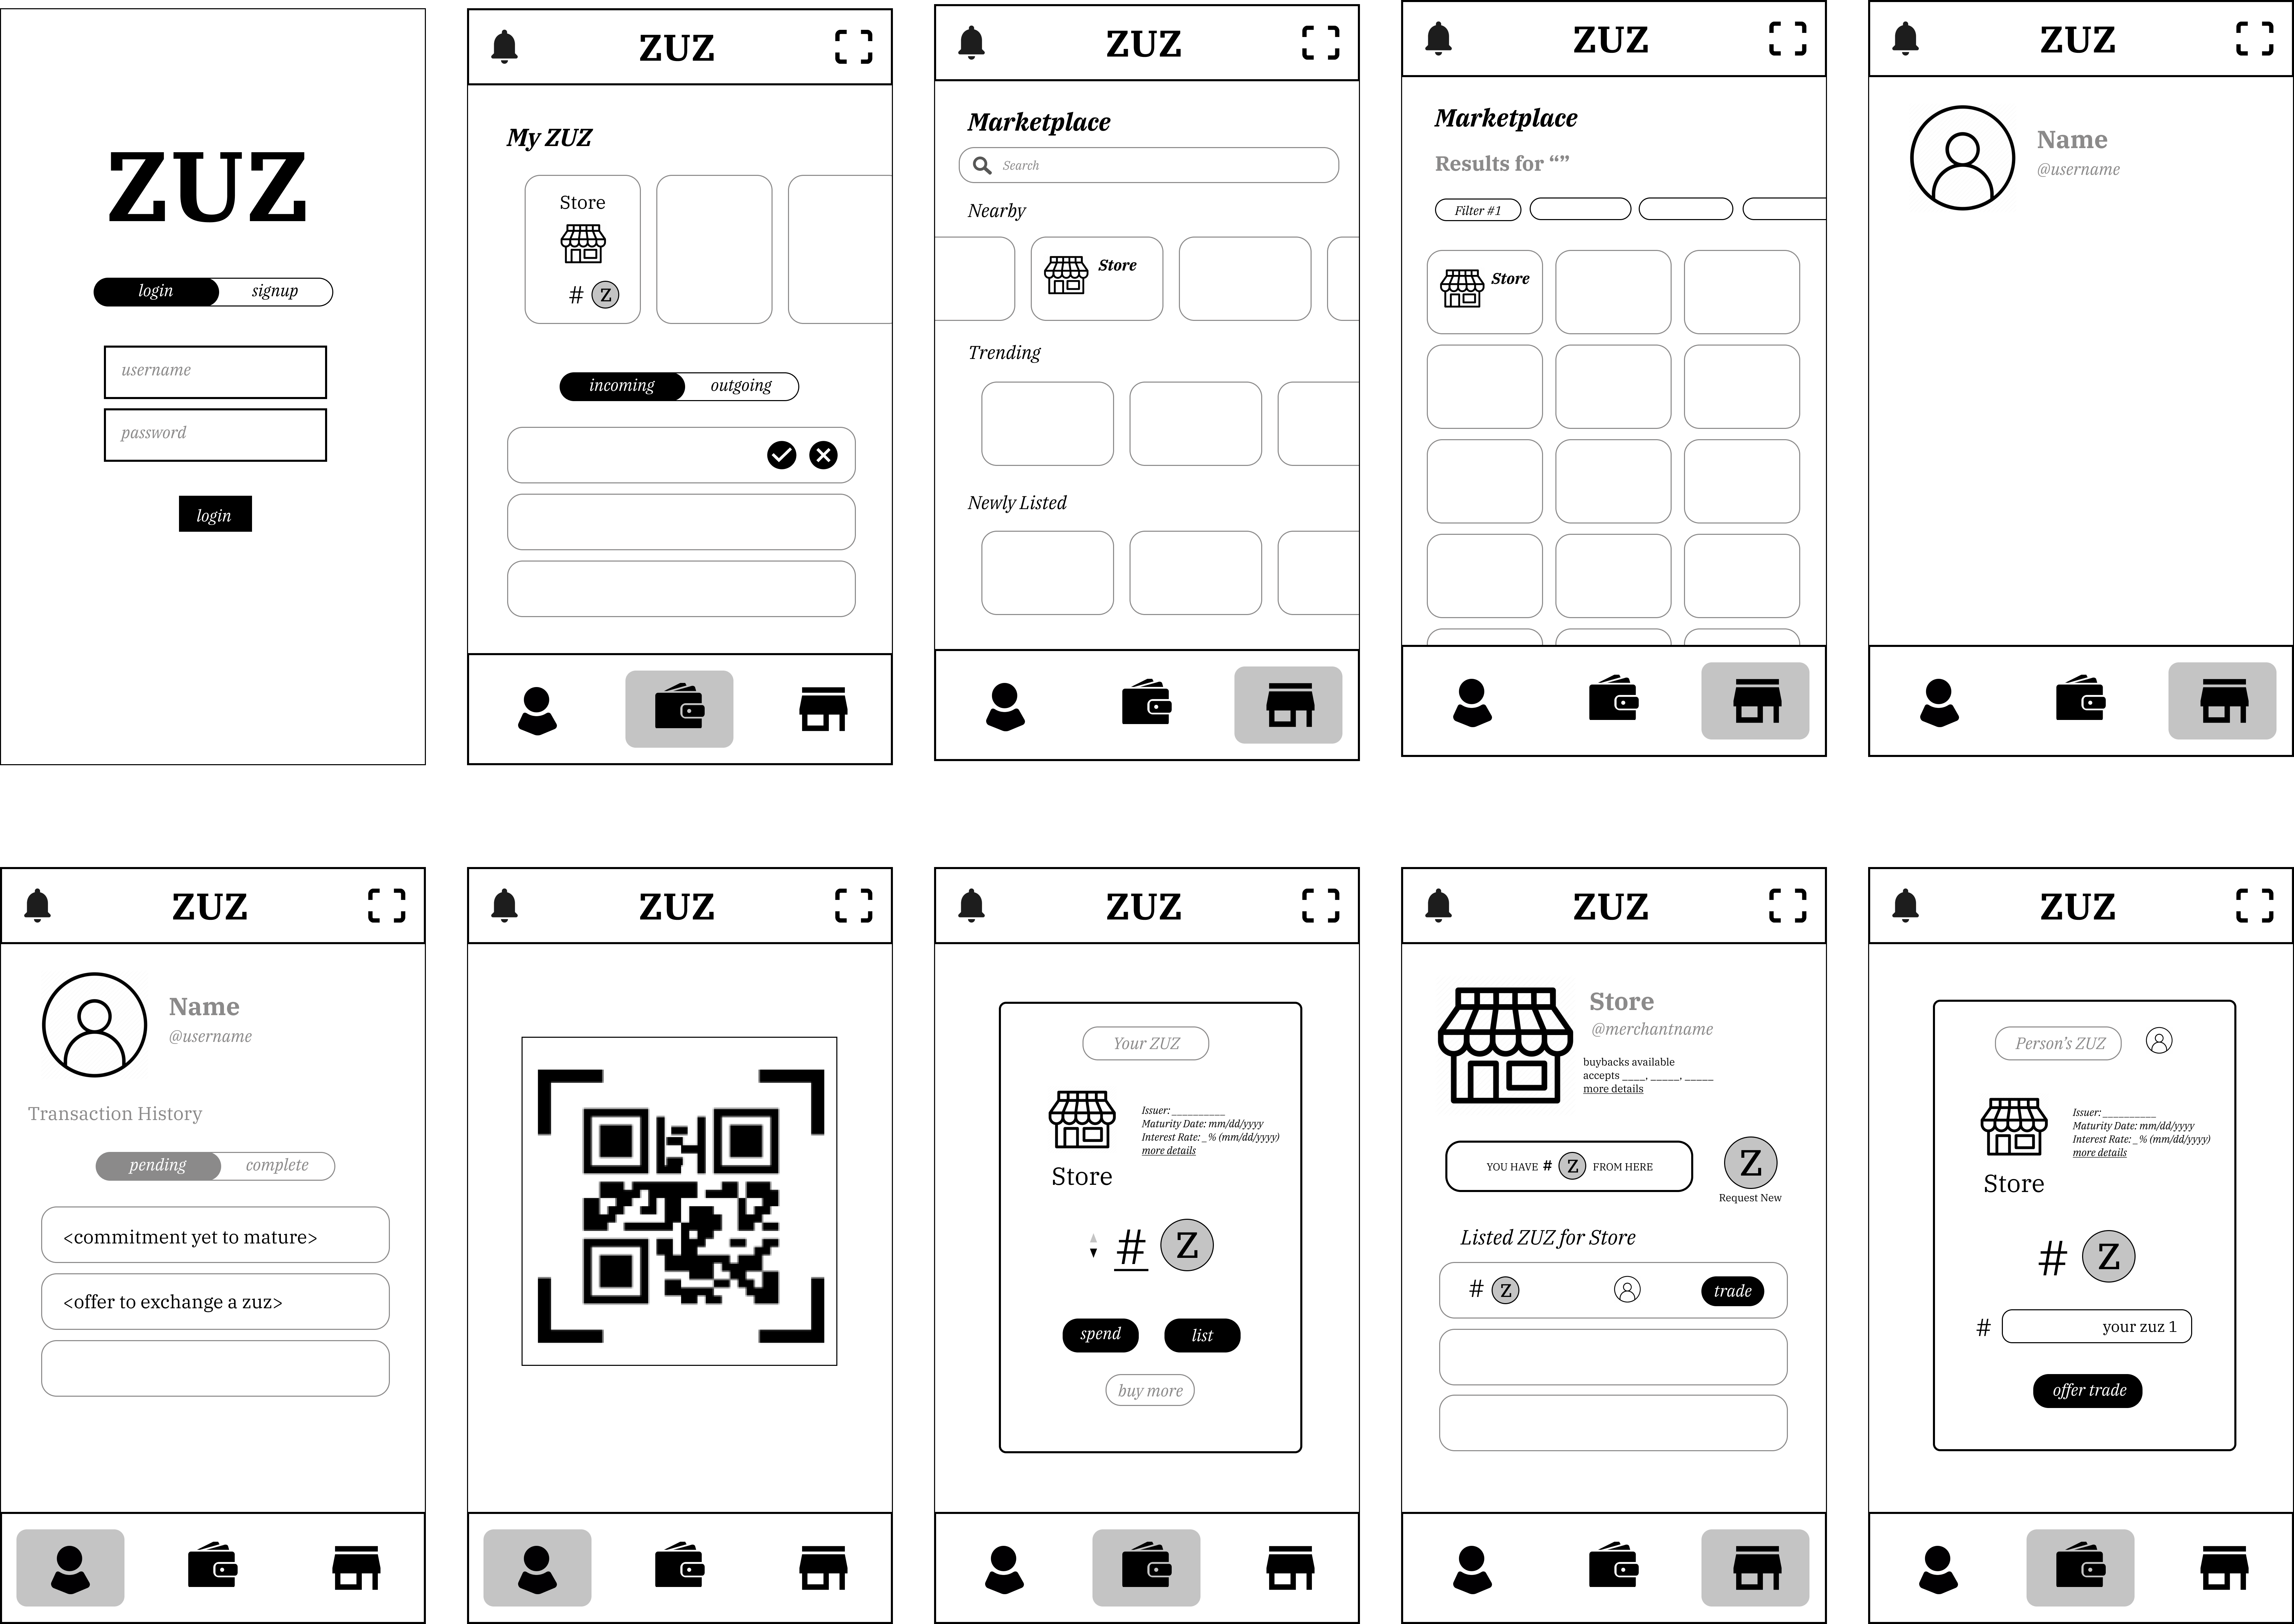 ZUZ
login signup
username
password
login
ZUZ
My ZUZ
Store
# Z
incoming outgoing
ZUZ
Marketplace
Search
Nearby
Store
Trending
Newly Listed
ZUZ
Marketplace
Results for “”
Filter #1
Store
ZUZ
Name
@username
ZUZ
Name
@username
Transaction History
pending complete
<commitment yet to mature>
<offer to exchange a zuz>
ZUZ
ZUZ
Your ZUZ
Issuer: __________
Maturity Date: mm/dd/yyyy
Interest Rate: _% (mm/dd/yyyy)
more details
Store
# Z
spend list
buy more
ZUZ
Store
@merchantname
buybacks available
accepts ____, _____, _____
more details
YOU HAVE # Z FROM HERE
Z
Request New
Listed ZUZ for Store
# Z trade
ZUZ
Person’s ZUZ
Issuer: __________
Maturity Date: mm/dd/yyyy
Interest Rate: _% (mm/dd/yyyy)
more details
Store
# Z
# your zuz 1
offer trade